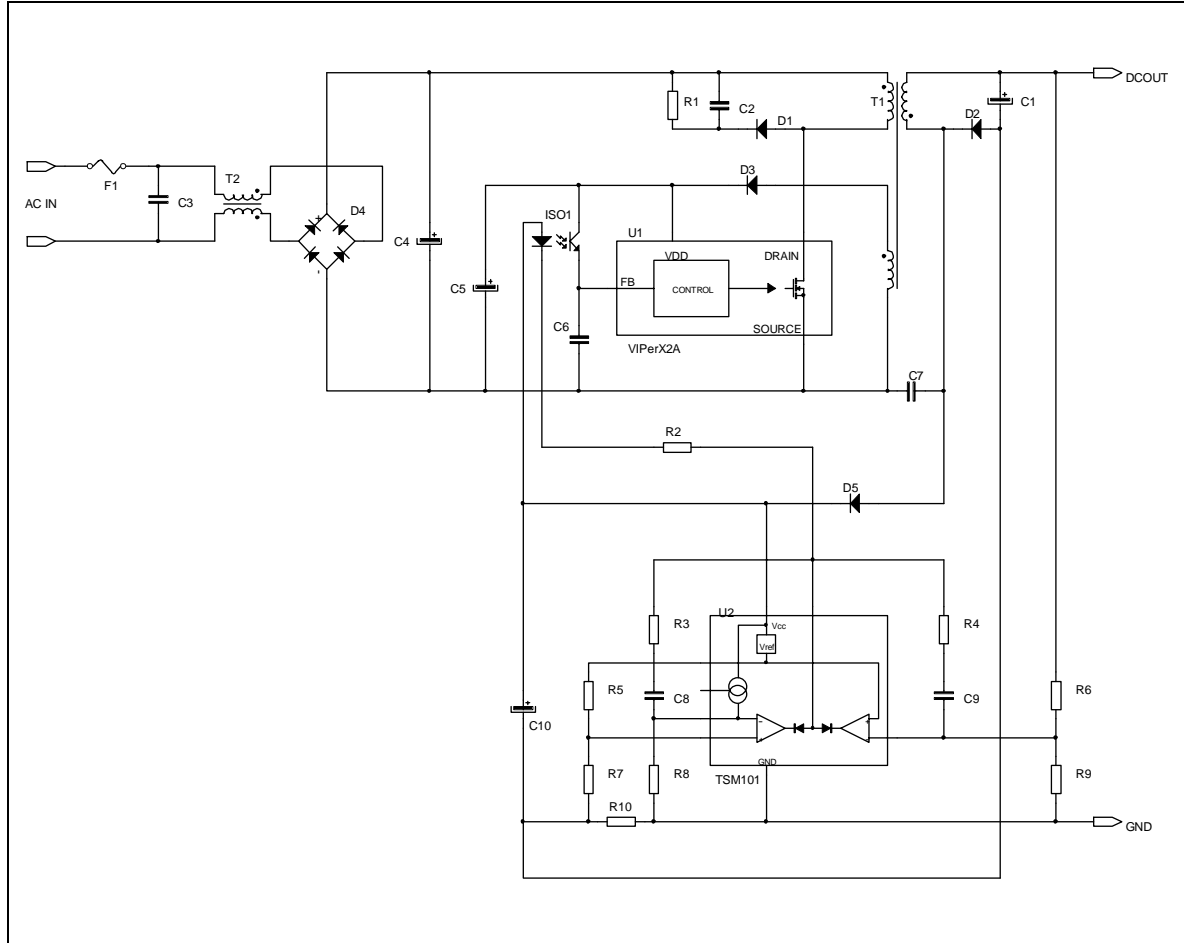 DCOUT
R1
C2
D1
T1
D2
C1
+
F1
AC IN
C3
T2
D4
+
-
C4
+
C5
+
D3
ISO1
U1
VDD
DRAIN
FB
CONTROL
SOURCE
VIPerX2A
C6
C7
R2
D5
U2
Vcc
Vref
R3
R4
R5
C8
C9
R6
C10
+
-
+
+
-
R7
R8
GND
TSM101
R9
R10
GND